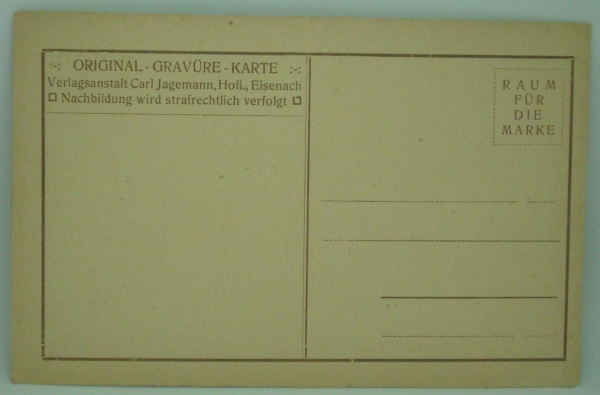 ORIGINAL - GRAVÜRE - KARTE
Verlagsanstalt Carl Jagemann, Hofl., Eisenach
Nachbildung wird strafrechtlich verfolgt
RAUM
FÜR
DIE
MARKE